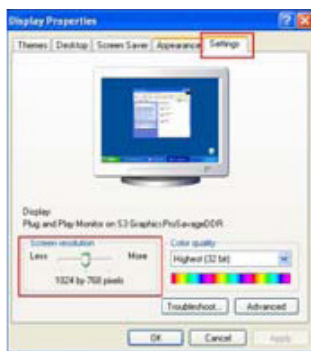 Display Properties
Themes Desktop Screen Saver Appearance Settings
Display:
Plug and Play Monitor on S3 Graphics ProSavageDDR
Screen resolution
Less More
1024 by 768 pixels
Color quality
Highest (32 bit)
Troubleshoot... Advanced
OK Cancel Apply